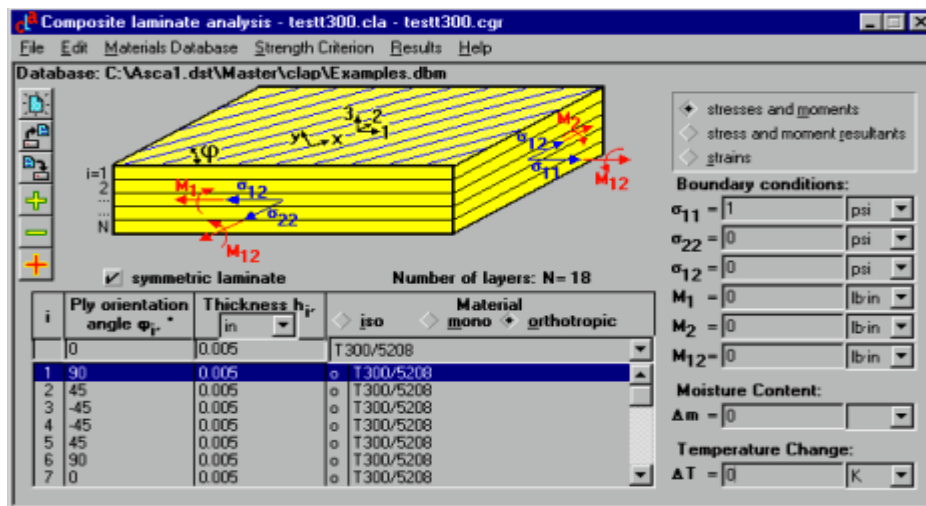 Composite laminate analysis - testt300.cla - testt300.cgr
File Edit Materials Database Strength Criterion Results Help
Database: C:\Asca1.dst\Master\clap\Examples.dbm
3 2 1
y x
φ
i=1
2
...
...
N
M1
σ12
σ22
M12
M2
σ12
σ11
M12
symmetric laminate
Number of layers: N= 18
i Ply orientation angle φi, ° Thickness hi, in Material
iso mono orthotropic
0 0.005 T300/5208
1 90 0.005 o T300/5208
2 45 0.005 o T300/5208
3 -45 0.005 o T300/5208
4 -45 0.005 o T300/5208
5 45 0.005 o T300/5208
6 90 0.005 o T300/5208
7 0 0.005 o T300/5208
stresses and moments
stress and moment resultants
strains
Boundary conditions:
σ11 = 1 psi
σ22 = 0 psi
σ12 = 0 psi
M1 = 0 lb·in
M2 = 0 lb·in
M12= 0 lb·in
Moisture Content:
Δm = 0
Temperature Change:
ΔT = 0 K